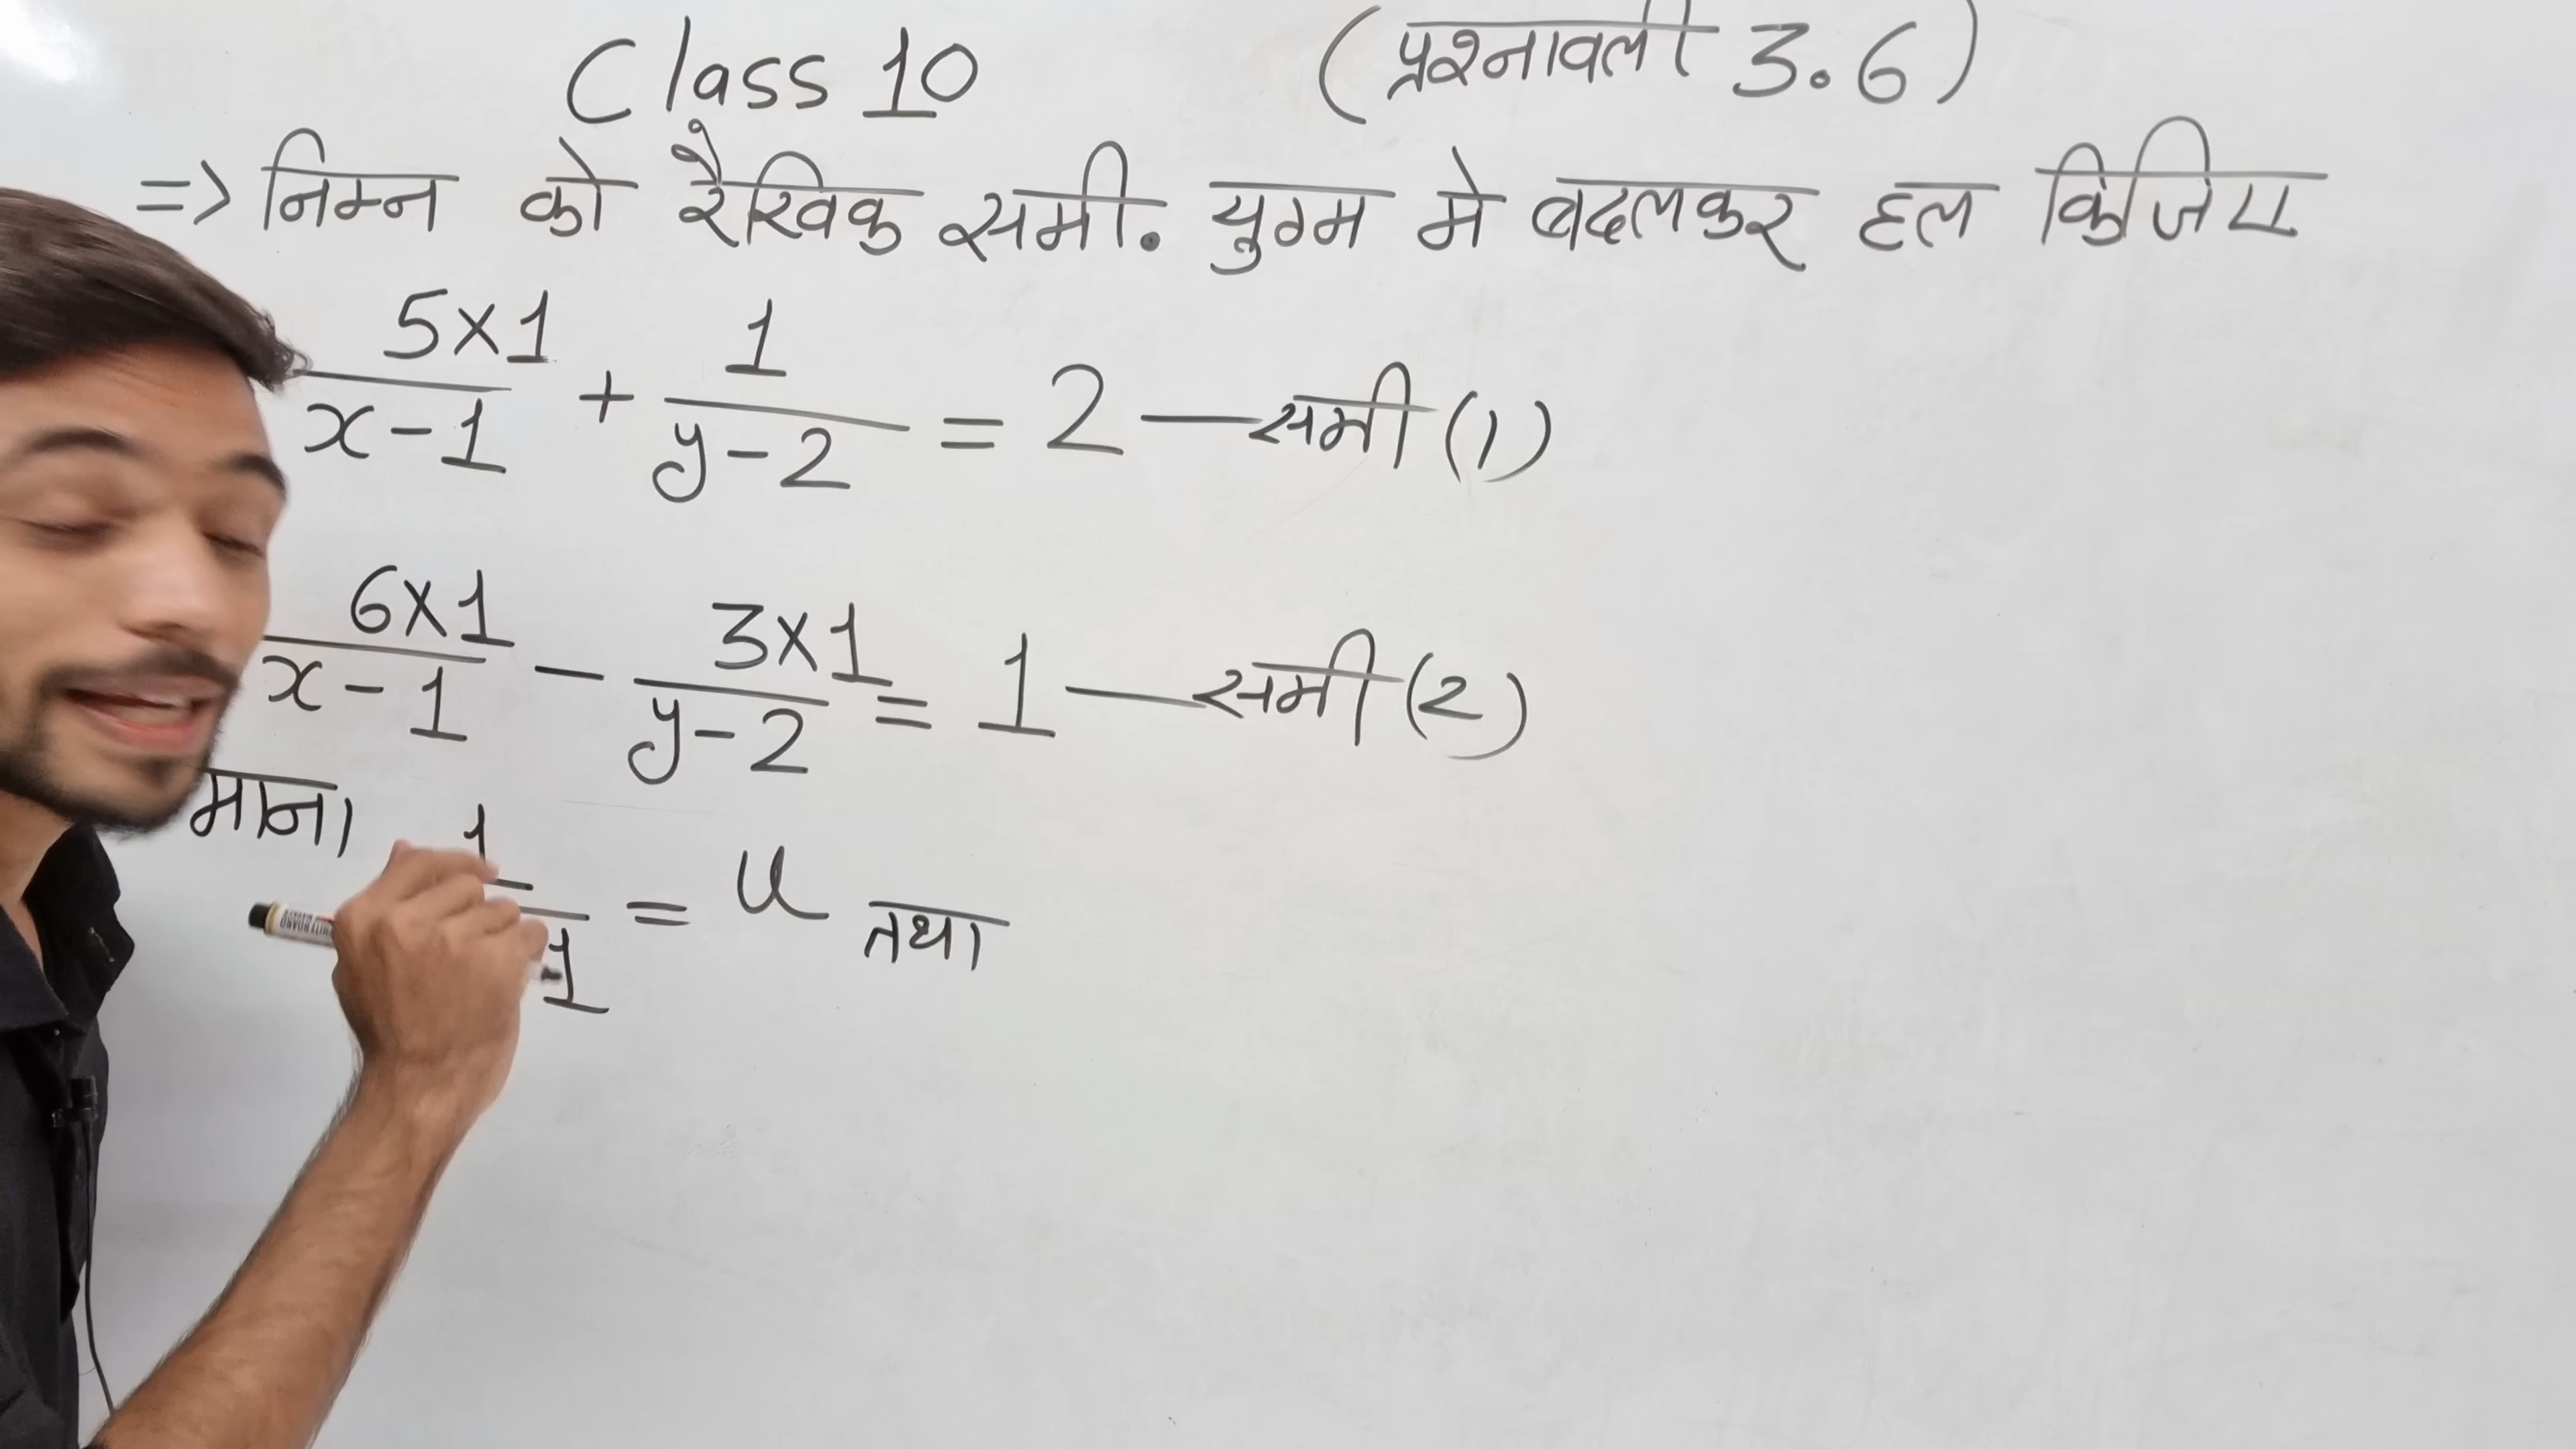 Class 10 (प्रश्नावली 3.6)
=> निम्न को रैखिक समी. युग्म मे बदलकर हल किजिए
5×1/x-1 + 1/y-2 = 2 — समी (1)
6×1/x-1 - 3×1/y-2 = 1 — समी (2)
माना 1/1 = u तथा